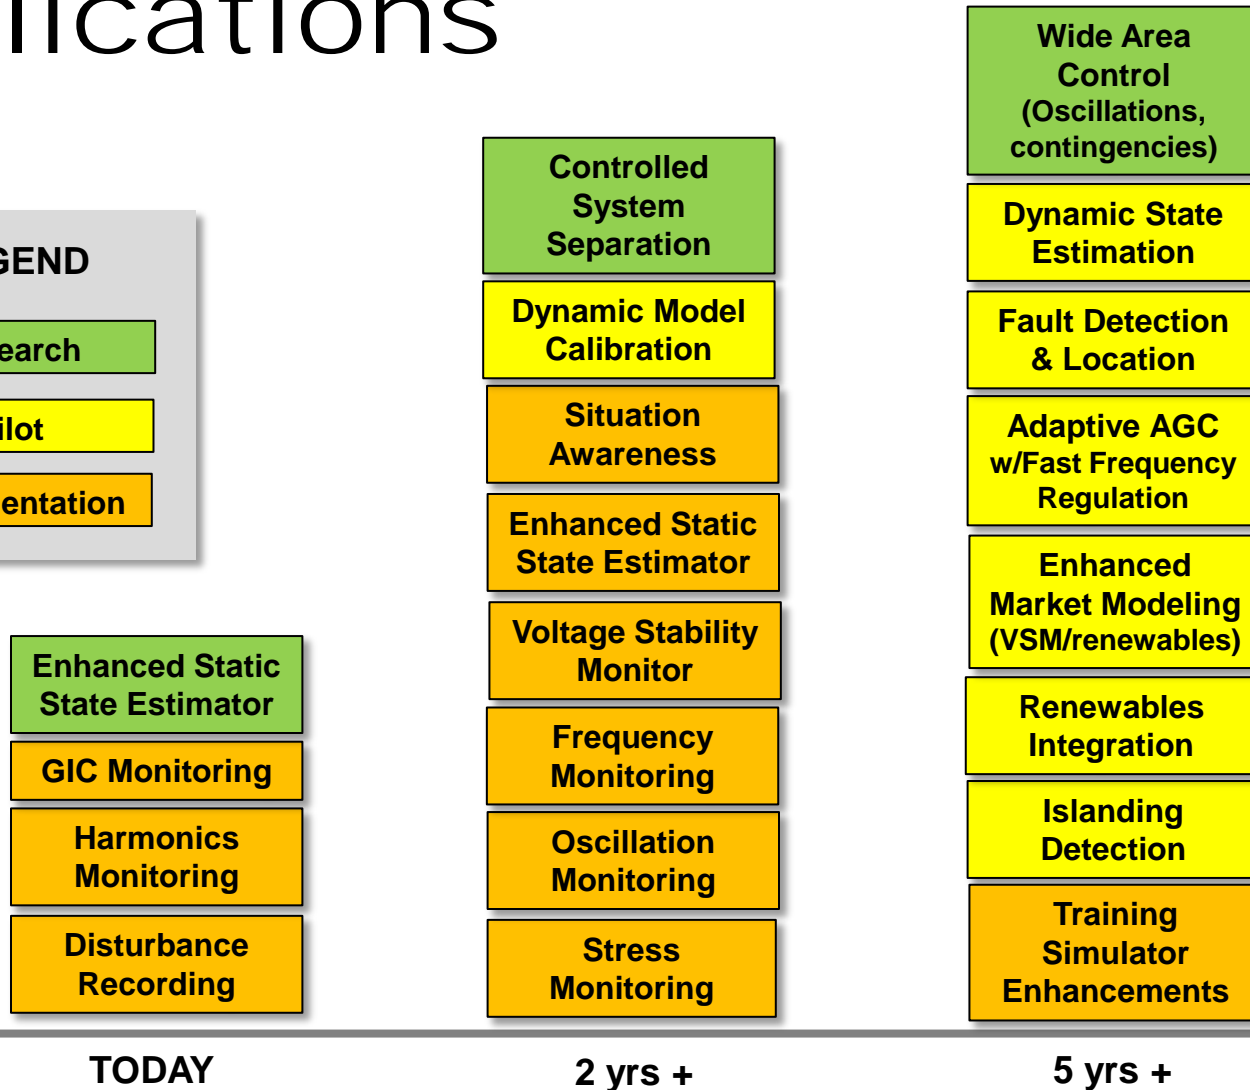 lications
GEND
earch
ilot
entation
Enhanced Static
State Estimator
GIC Monitoring
Harmonics
Monitoring
Disturbance
Recording
TODAY
Controlled
System
Separation
Dynamic Model
Calibration
Situation
Awareness
Enhanced Static
State Estimator
Voltage Stability
Monitor
Frequency
Monitoring
Oscillation
Monitoring
Stress
Monitoring
2 yrs +
Wide Area
Control
(Oscillations,
contingencies)
Dynamic State
Estimation
Fault Detection
& Location
Adaptive AGC
w/Fast Frequency
Regulation
Enhanced
Market Modeling
(VSM/renewables)
Renewables
Integration
Islanding
Detection
Training
Simulator
Enhancements
5 yrs +